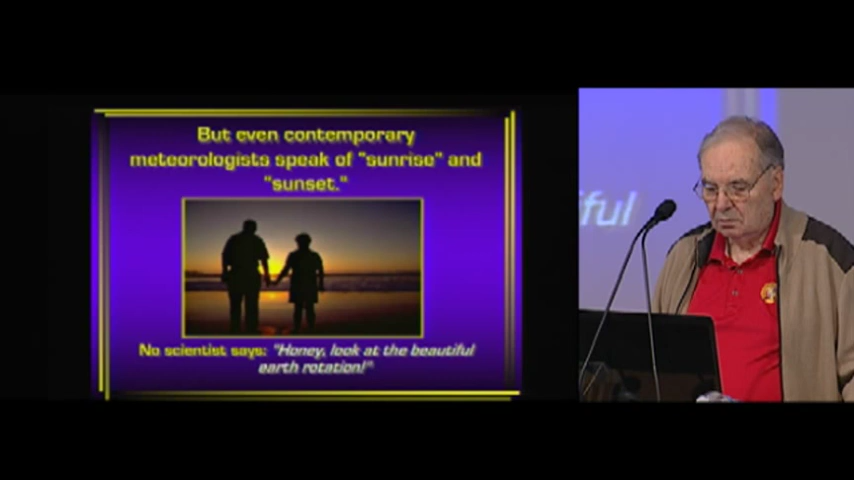 But even contemporary
meteorologists speak of "sunrise" and
"sunset."
No scientist says: "Honey, look at the beautiful
earth rotation!"
iful